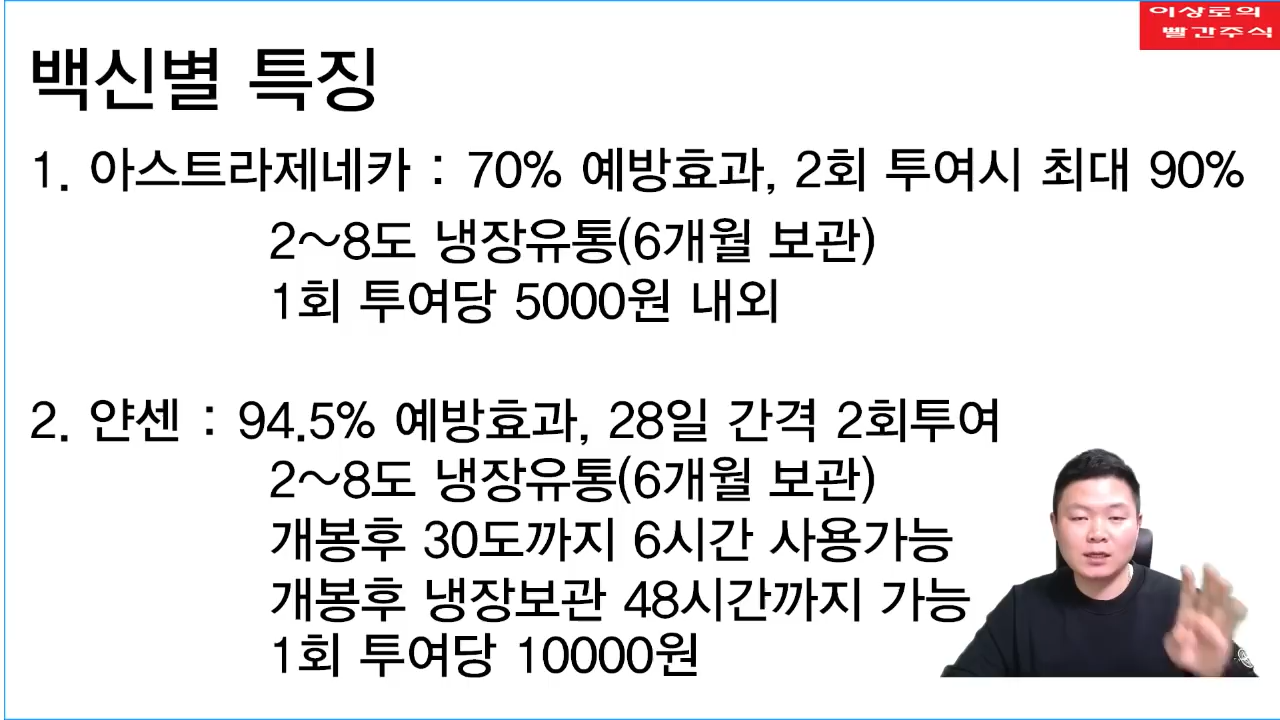 이상로의
빨간주식
백신별 특징
1. 아스트라제네카 : 70% 예방효과, 2회 투여시 최대 90%
2~8도 냉장유통(6개월 보관)
1회 투여당 5000원 내외
2. 얀센 : 94.5% 예방효과, 28일 간격 2회투여
2~8도 냉장유통(6개월 보관)
개봉후 30도까지 6시간 사용가능
개봉후 냉장보관 48시간까지 가능
1회 투여당 10000원